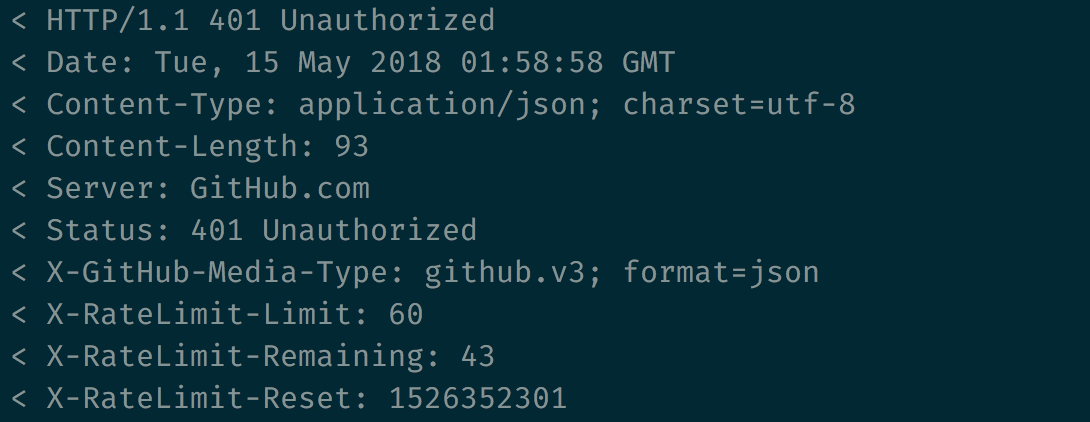 < HTTP/1.1 401 Unauthorized
< Date: Tue, 15 May 2018 01:58:58 GMT
< Content-Type: application/json; charset=utf-8
< Content-Length: 93
< Server: GitHub.com
< Status: 401 Unauthorized
< X-GitHub-Media-Type: github.v3; format=json
< X-RateLimit-Limit: 60
< X-RateLimit-Remaining: 43
< X-RateLimit-Reset: 1526352301